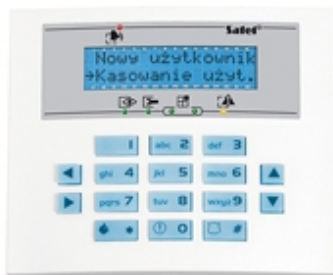 Satel
Nowy użytkownik
→Kasowanie użyt.
1 abc 2 def 3
ghi 4 jkl 5 mno 6
pqrs 7 tuv 8 wxyz 9
* 0 #